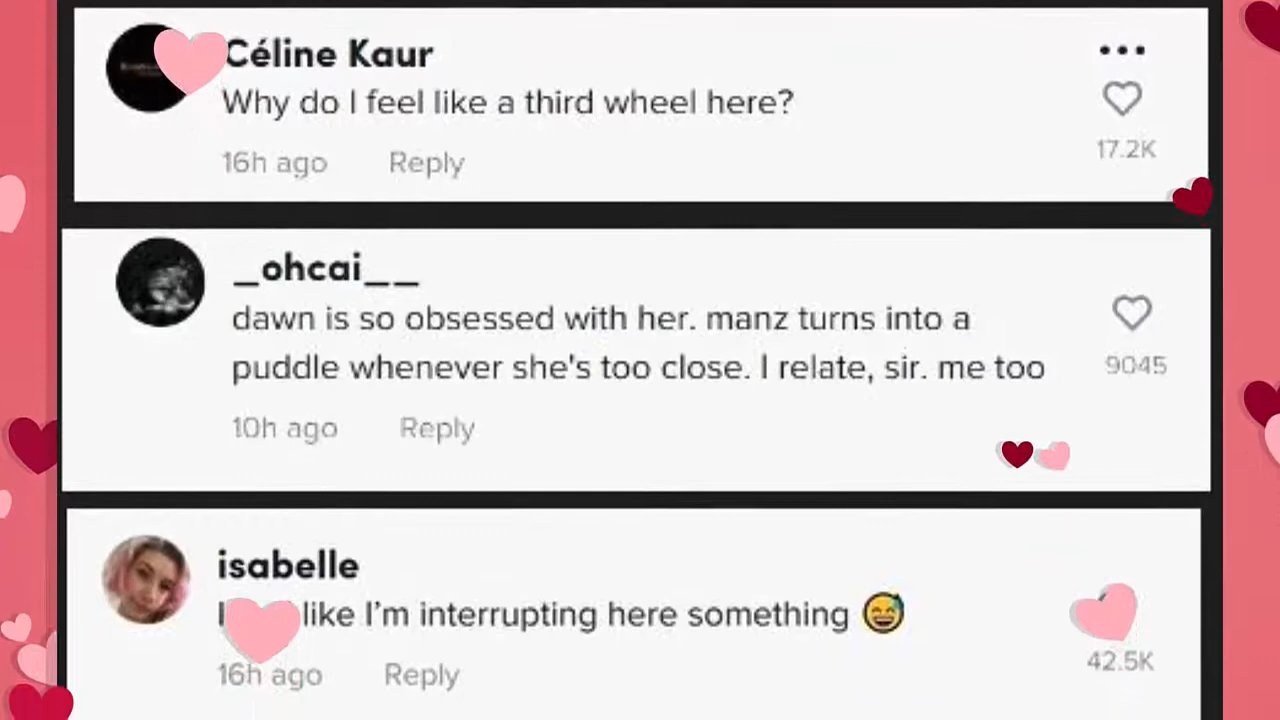 Céline Kaur
Why do I feel like a third wheel here?
16h ago Reply
17.2K
_ohcai__
dawn is so obsessed with her. manz turns into a
puddle whenever she's too close. I relate, sir. me too
9045
10h ago Reply
isabelle
I like I'm interrupting here something 😅
16h ago Reply
42.5K